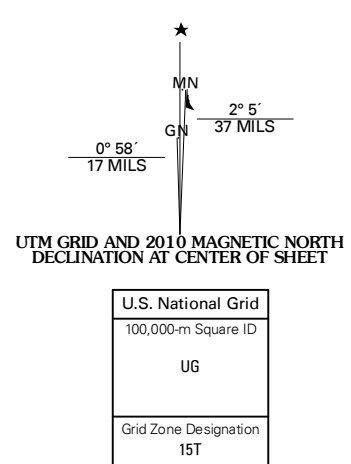 MN
2° 5´
37 MILS
GN
0° 58´
17 MILS
UTM GRID AND 2010 MAGNETIC NORTH
DECLINATION AT CENTER OF SHEET
U.S. National Grid
100,000-m Square ID
UG
Grid Zone Designation
15T